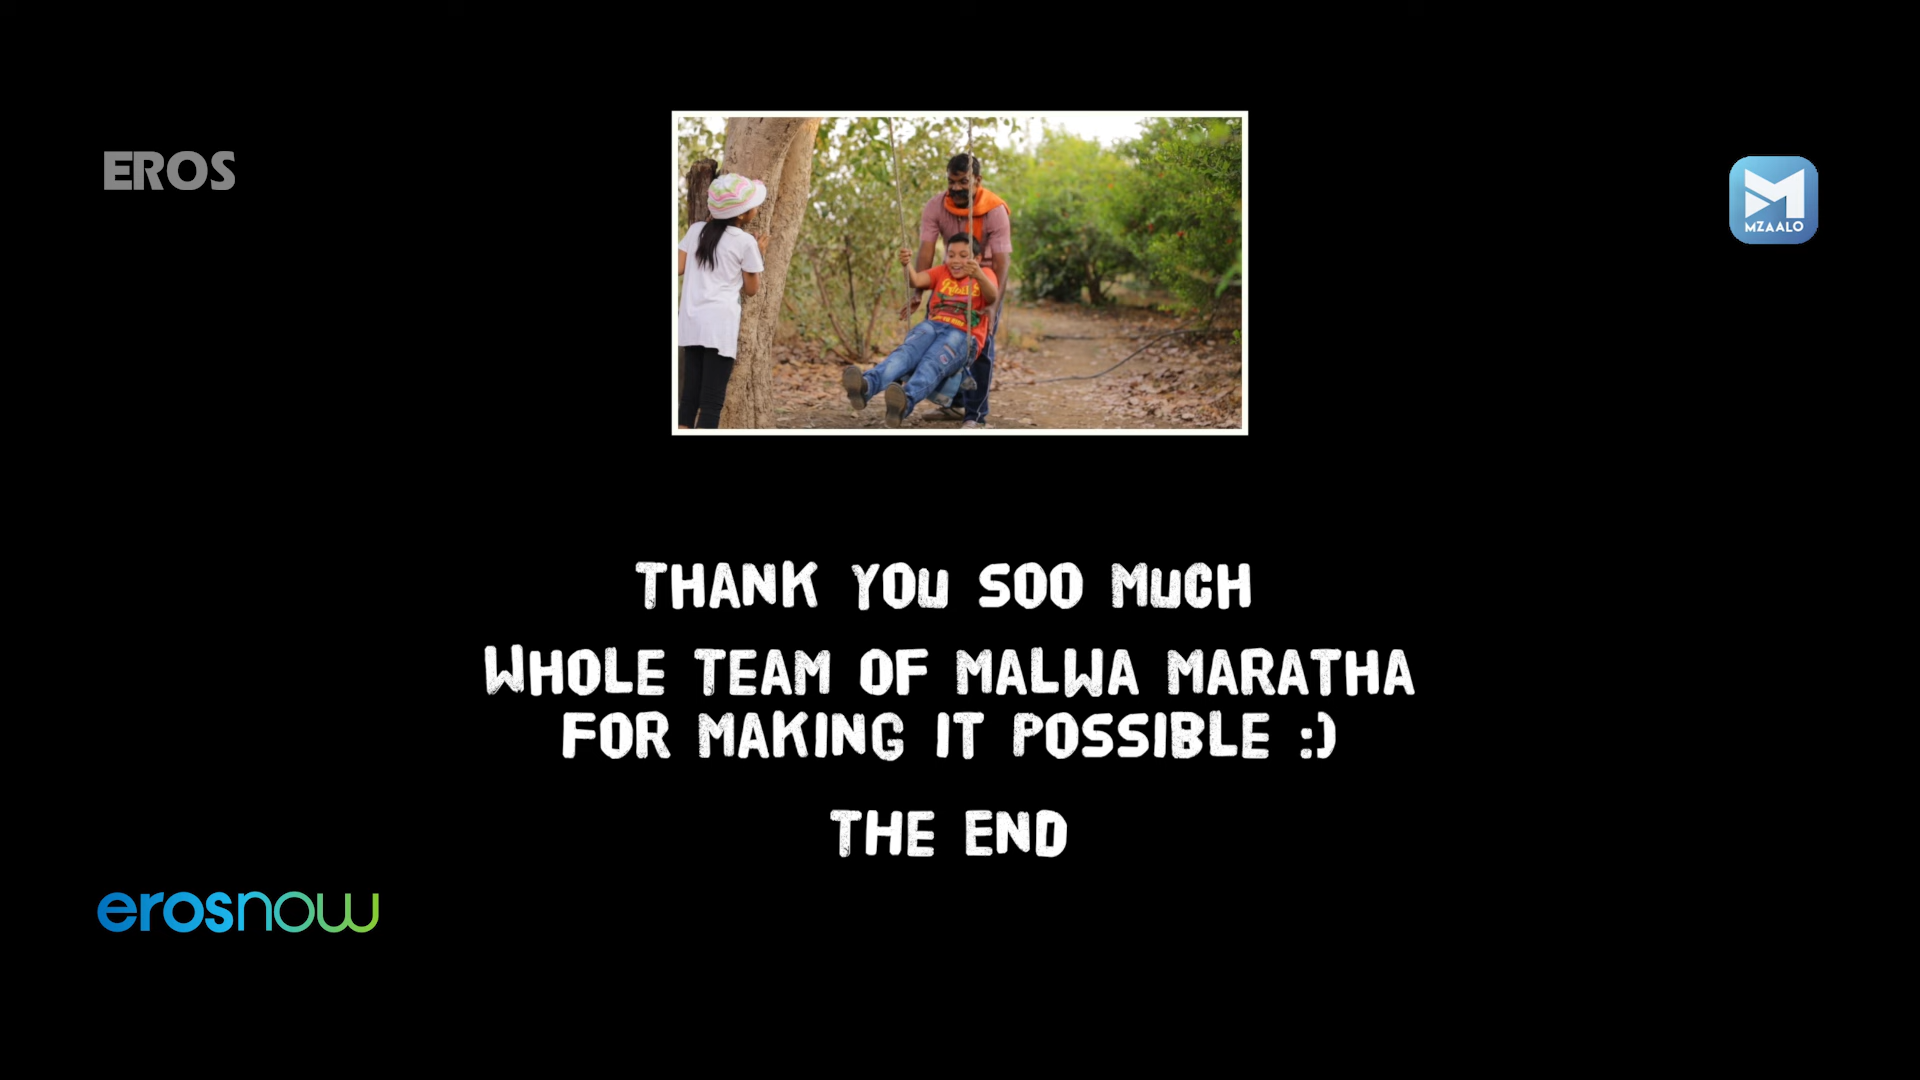 EROS
MZAALO
THANK YOU SOO MUCH
WHOLE TEAM OF MALWA MARATHA
FOR MAKING IT POSSIBLE :)
THE END
erosnow